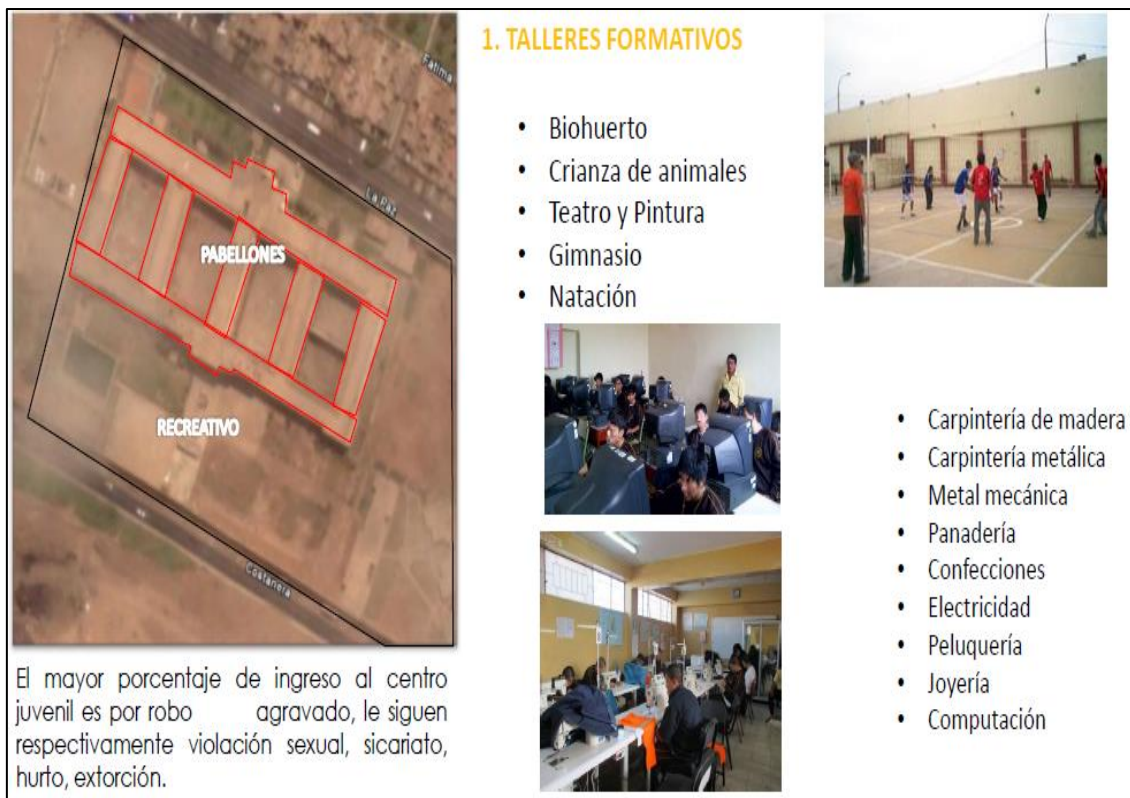 Fatima
La Paz
PABELLONES
RECREATIVO
Costanera
El mayor porcentaje de ingreso al centro
juvenil es por robo agravado, le siguen
respectivamente violación sexual, sicariato,
hurto, extorción.
1. TALLERES FORMATIVOS
• Biohuerto
• Crianza de animales
• Teatro y Pintura
• Gimnasio
• Natación
• Carpintería de madera
• Carpintería metálica
• Metal mecánica
• Panadería
• Confecciones
• Electricidad
• Peluquería
• Joyería
• Computación